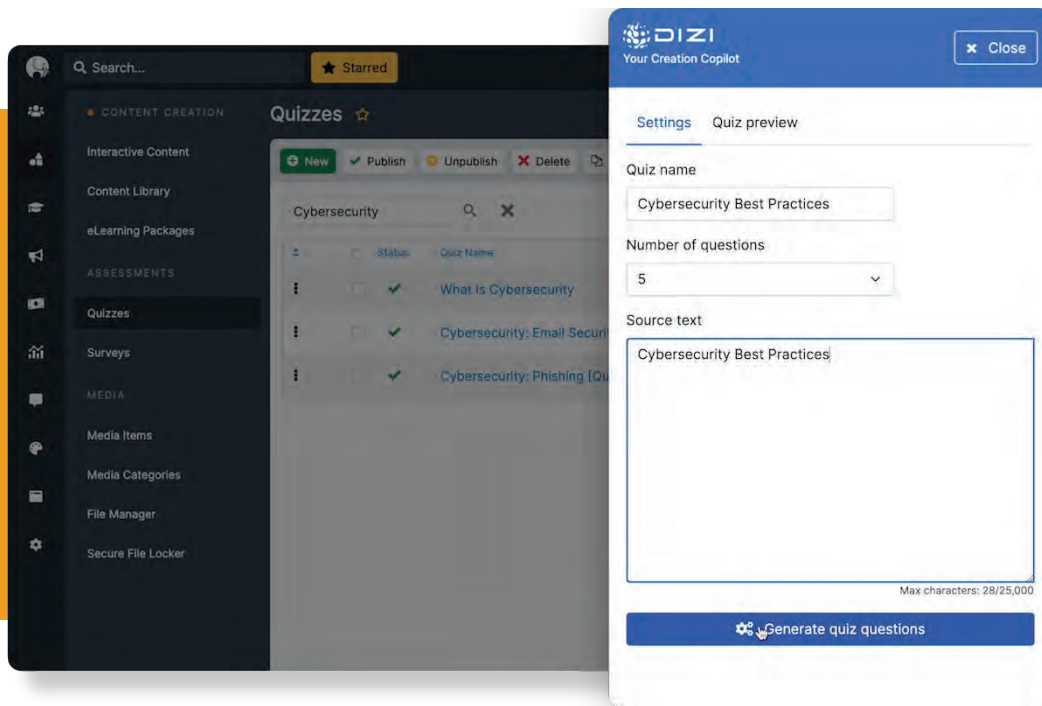 Search...
Starred
CONTENT CREATION
Interactive Content
Content Library
eLearning Packages
ASSESSMENTS
Quizzes
Surveys
MEDIA
Media Items
Media Categories
File Manager
Secure File Locker
Quizzes
New
Publish
Unpublish
Delete
Cybersecurity
Status
Quiz Name
What is Cybersecurity
Cybersecurity: Email Securi
Cybersecurity: Phishing [Qu
DIZI
Your Creation Copilot
Close
Settings
Quiz preview
Quiz name
Cybersecurity Best Practices
Number of questions
5
Source text
Cybersecurity Best Practices
Max characters: 28/25,000
Generate quiz questions